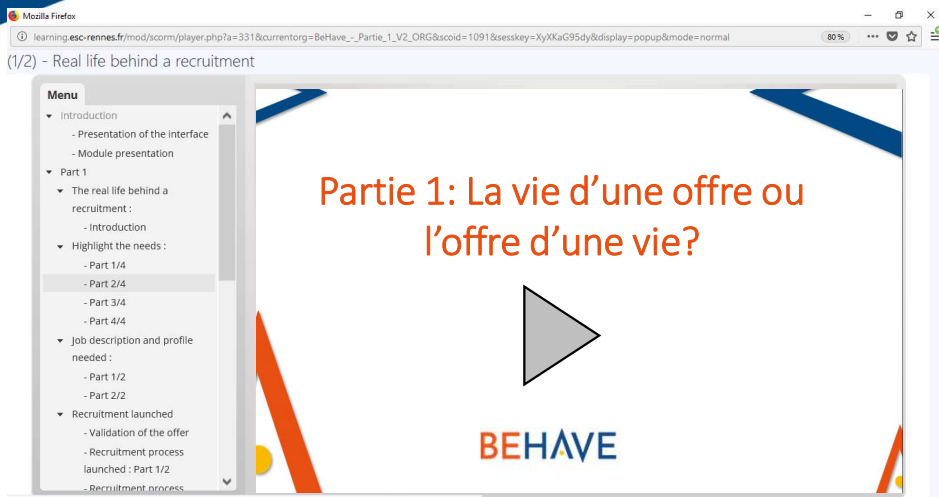 Mozilla Firefox
learning.esc-rennes.fr/mod/scorm/player.php?a=331&currentorg=BeHave_-_Partie_1_V2_ORG&scoid=1091&sesskey=XyXKaG95dy&display=popup&mode=normal
80 %
(1/2) - Real life behind a recruitment
Menu
Introduction
- Presentation of the interface
- Module presentation
Part 1
The real life behind a
recruitment :
- Introduction
Highlight the needs :
- Part 1/4
- Part 2/4
- Part 3/4
- Part 4/4
Job description and profile
needed :
- Part 1/2
- Part 2/2
Recruitment launched
- Validation of the offer
- Recruitment process
launched : Part 1/2
- Recruitment process
Partie 1: La vie d’une offre ou
l’offre d’une vie?
BEHAVE